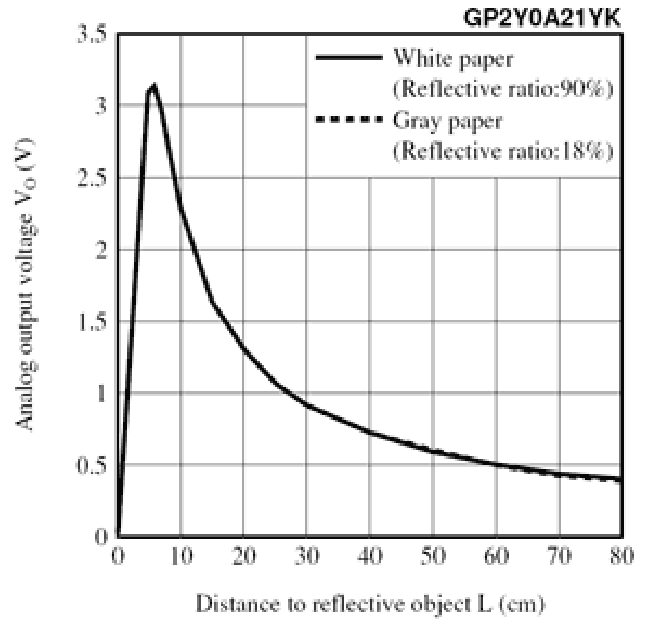 GP2Y0A21YK
White paper
(Reflective ratio:90%)
Gray paper
(Reflective ratio:18%)
Analog output voltage VO (V)
3.5
3
2.5
2
1.5
1
0.5
0
0 10 20 30 40 50 60 70 80
Distance to reflective object L (cm)